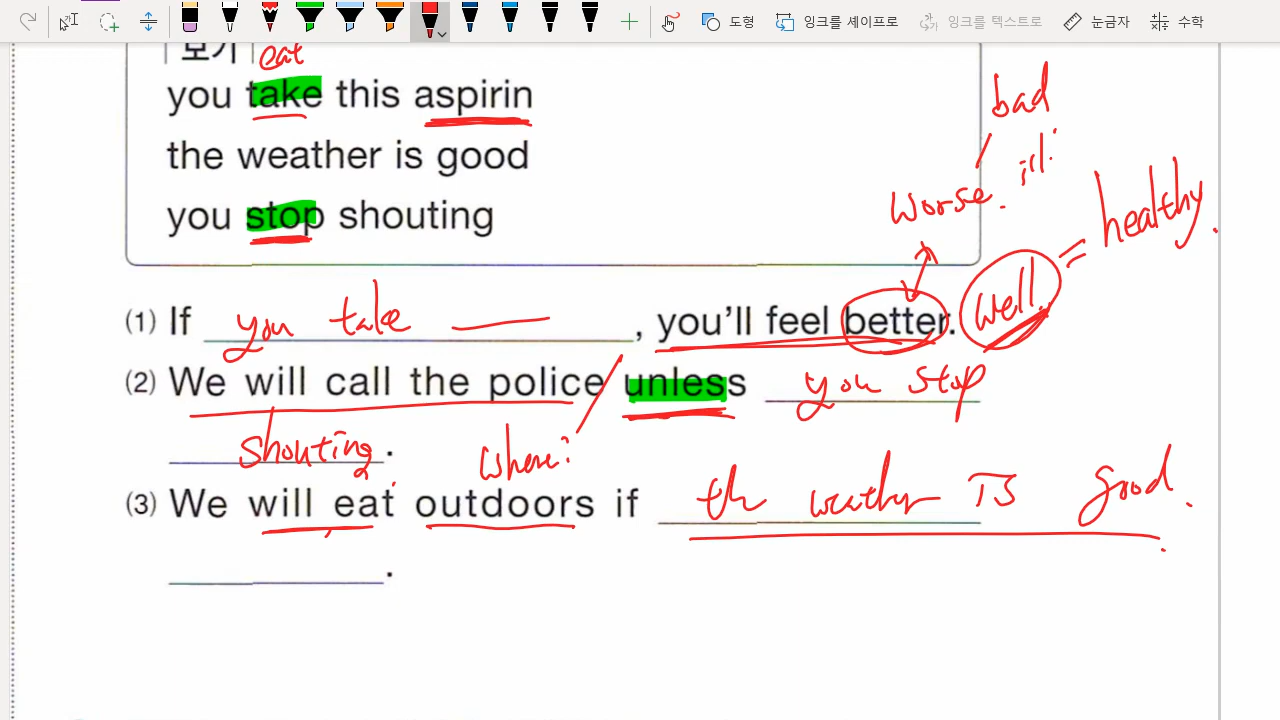 도형 잉크를 셰이프로 잉크를 텍스트로 눈금자 수학
보기 eat
you take this aspirin
bad
the weather is good
ill.
worse.
you stop shouting
healthy.
=
well.
(1) If you take , you'll feel better.
(2) We will call the police unless you stop
shouting. where?
(3) We will eat outdoors if the weather is good.
.